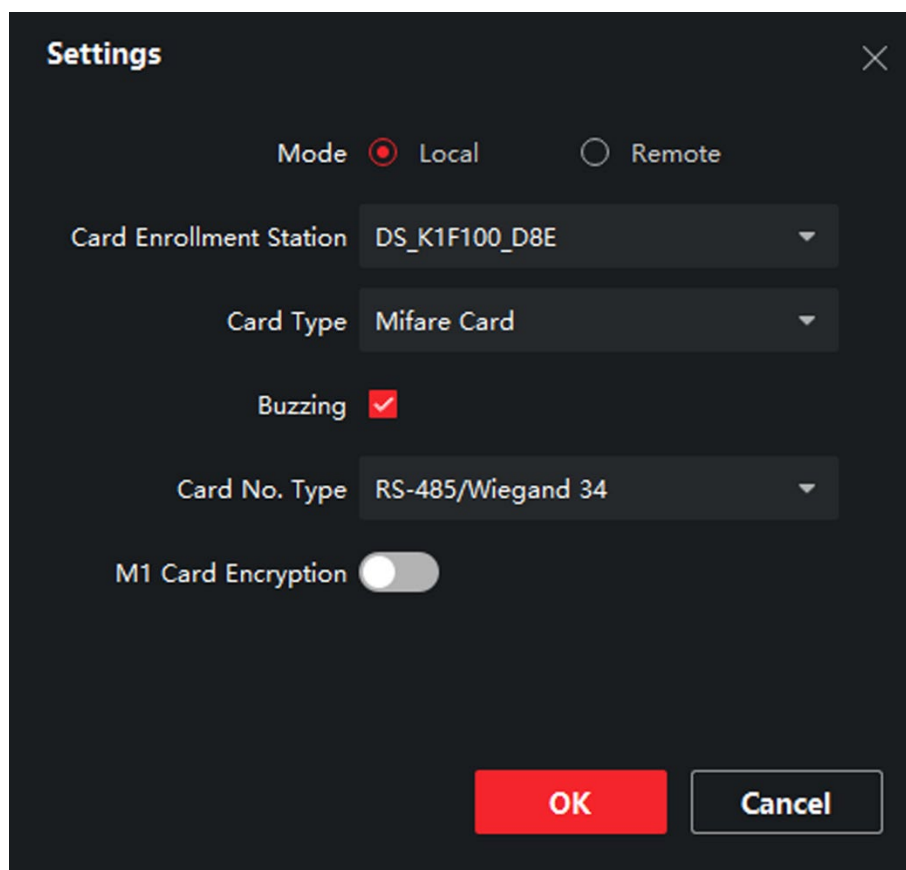 Settings
Mode Local Remote
Card Enrollment Station DS_K1F100_D8E
Card Type Mifare Card
Buzzing
Card No. Type RS-485/Wiegand 34
M1 Card Encryption
OK Cancel